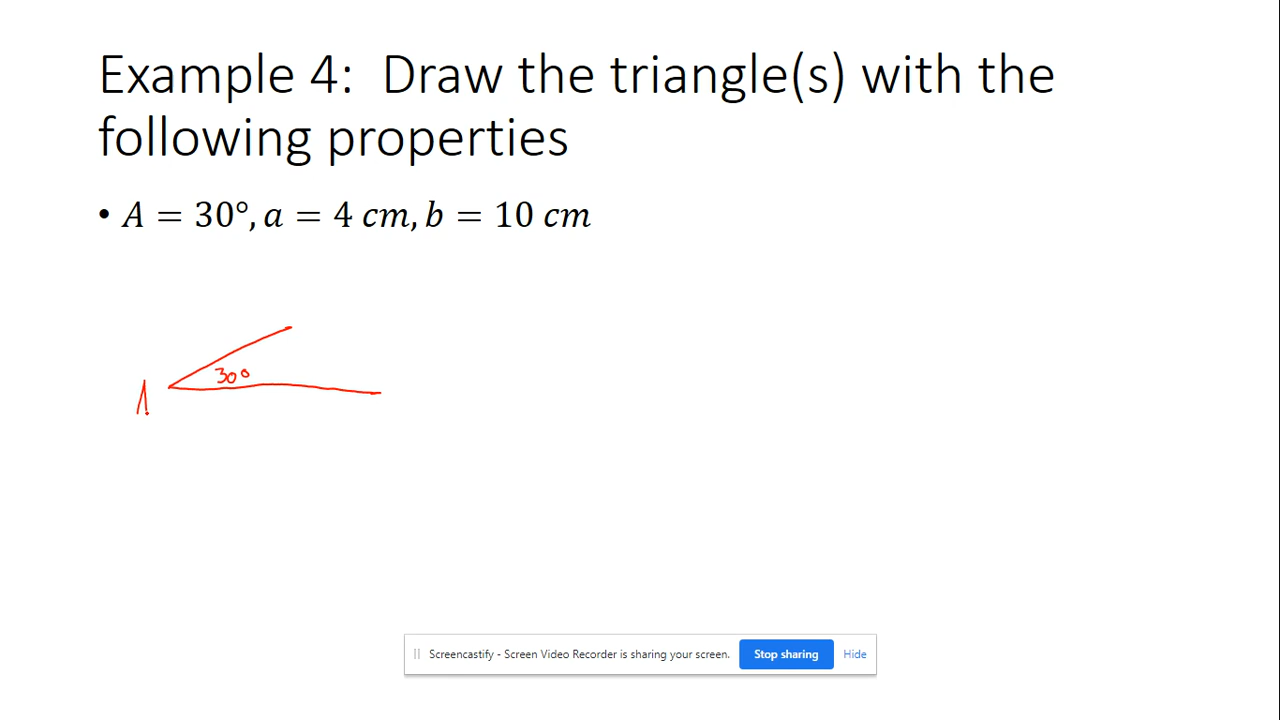 Example 4: Draw the triangle(s) with the
following properties
• A = 30°, a = 4 cm, b = 10 cm
30°
Screencastify - Screen Video Recorder is sharing your screen.
Stop sharing
Hide